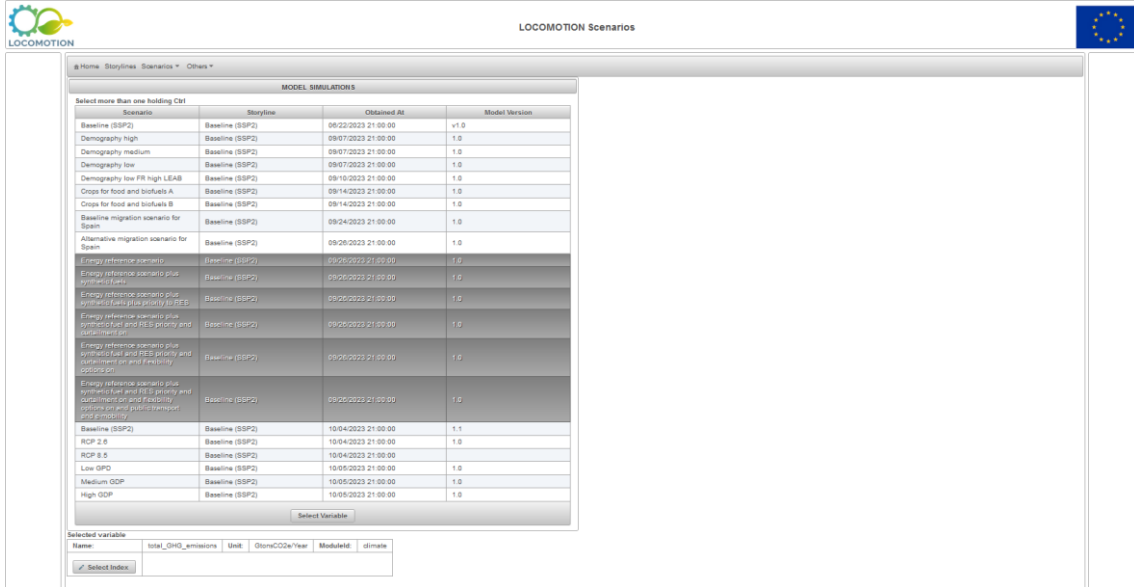 LOCOMOTION
LOCOMOTION Scenarios
Home Storylines Scenarios Others
MODEL SIMULATIONS
Select more than one holding Ctrl
Scenario Storyline Obtained At Model Version
Baseline (SSP2) Baseline (SSP2) 06/22/2023 21:00:00 v1.0
Demography high Baseline (SSP2) 09/07/2023 21:00:00 1.0
Demography medium Baseline (SSP2) 09/07/2023 21:00:00 1.0
Demography low Baseline (SSP2) 09/07/2023 21:00:00 1.0
Demography low FR high LEAB Baseline (SSP2) 09/10/2023 21:00:00 1.0
Crops for food and biofuels A Baseline (SSP2) 09/14/2023 21:00:00 1.0
Crops for food and biofuels B Baseline (SSP2) 09/14/2023 21:00:00 1.0
Baseline migration scenario for
Spain Baseline (SSP2) 09/24/2023 21:00:00 1.0
Alternative migration scenario for
Spain Baseline (SSP2) 09/26/2023 21:00:00 1.0
Energy reference scenario Baseline (SSP2) 09/26/2023 21:00:00 1.0
Energy reference scenario plus
synthetic fuels Baseline (SSP2) 09/26/2023 21:00:00 1.0
Energy reference scenario plus
synthetic fuels plus priority to RES Baseline (SSP2) 09/26/2023 21:00:00 1.0
Energy reference scenario plus
synthetic fuel and RES priority and
curtailment on Baseline (SSP2) 09/26/2023 21:00:00 1.0
Energy reference scenario plus
synthetic fuel and RES priority and
curtailment on and flexibility
options on Baseline (SSP2) 09/26/2023 21:00:00 1.0
Energy reference scenario plus
synthetic fuel and RES priority and
curtailment on and flexibility
options on and public transport
and e-mobility Baseline (SSP2) 09/26/2023 21:00:00 1.0
Baseline (SSP2) Baseline (SSP2) 10/04/2023 21:00:00 1.1
RCP 2.6 Baseline (SSP2) 10/04/2023 21:00:00 1.0
RCP 8.5 Baseline (SSP2) 10/04/2023 21:00:00
Low GPD Baseline (SSP2) 10/05/2023 21:00:00 1.0
Medium GDP Baseline (SSP2) 10/05/2023 21:00:00 1.0
High GDP Baseline (SSP2) 10/05/2023 21:00:00 1.0
Select Variable
Selected variable
Name: total_GHG_emissions Unit: GtonsCO2e/Year ModuleId: climate
Select Index